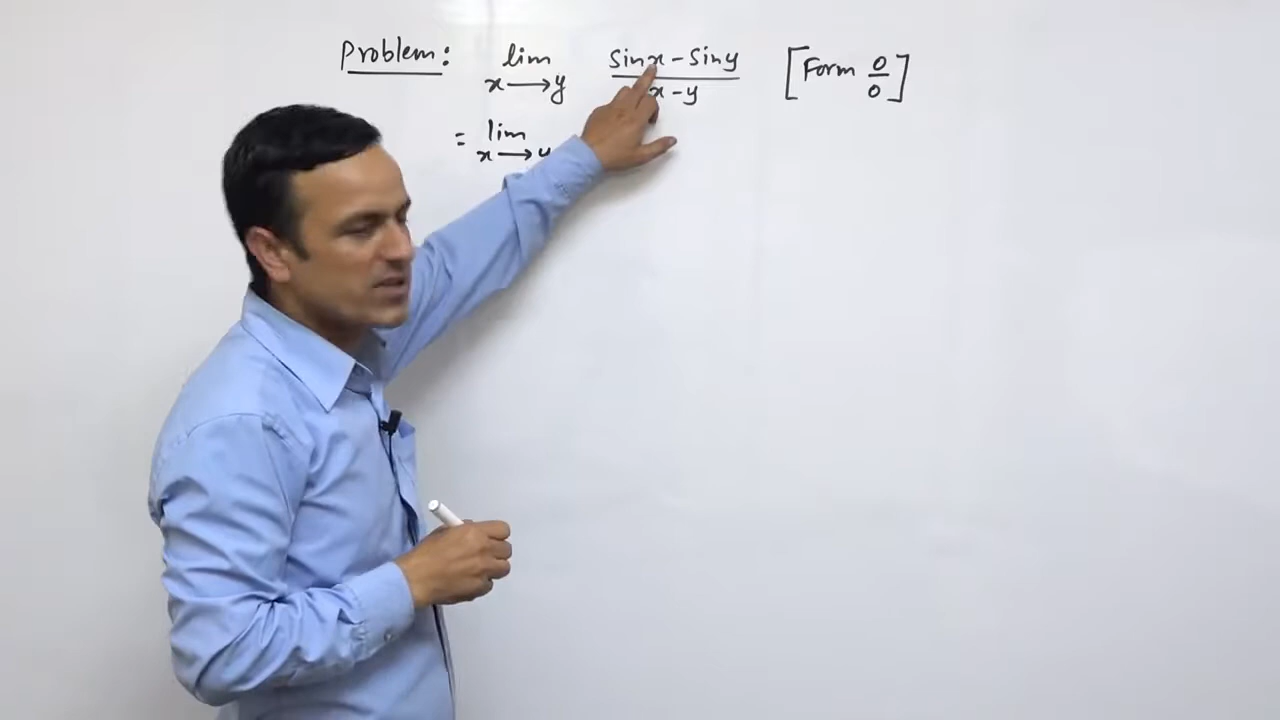 Problem: lim x→y (sinx - siny)/(x - y) [Form 0/0]
= lim x→y